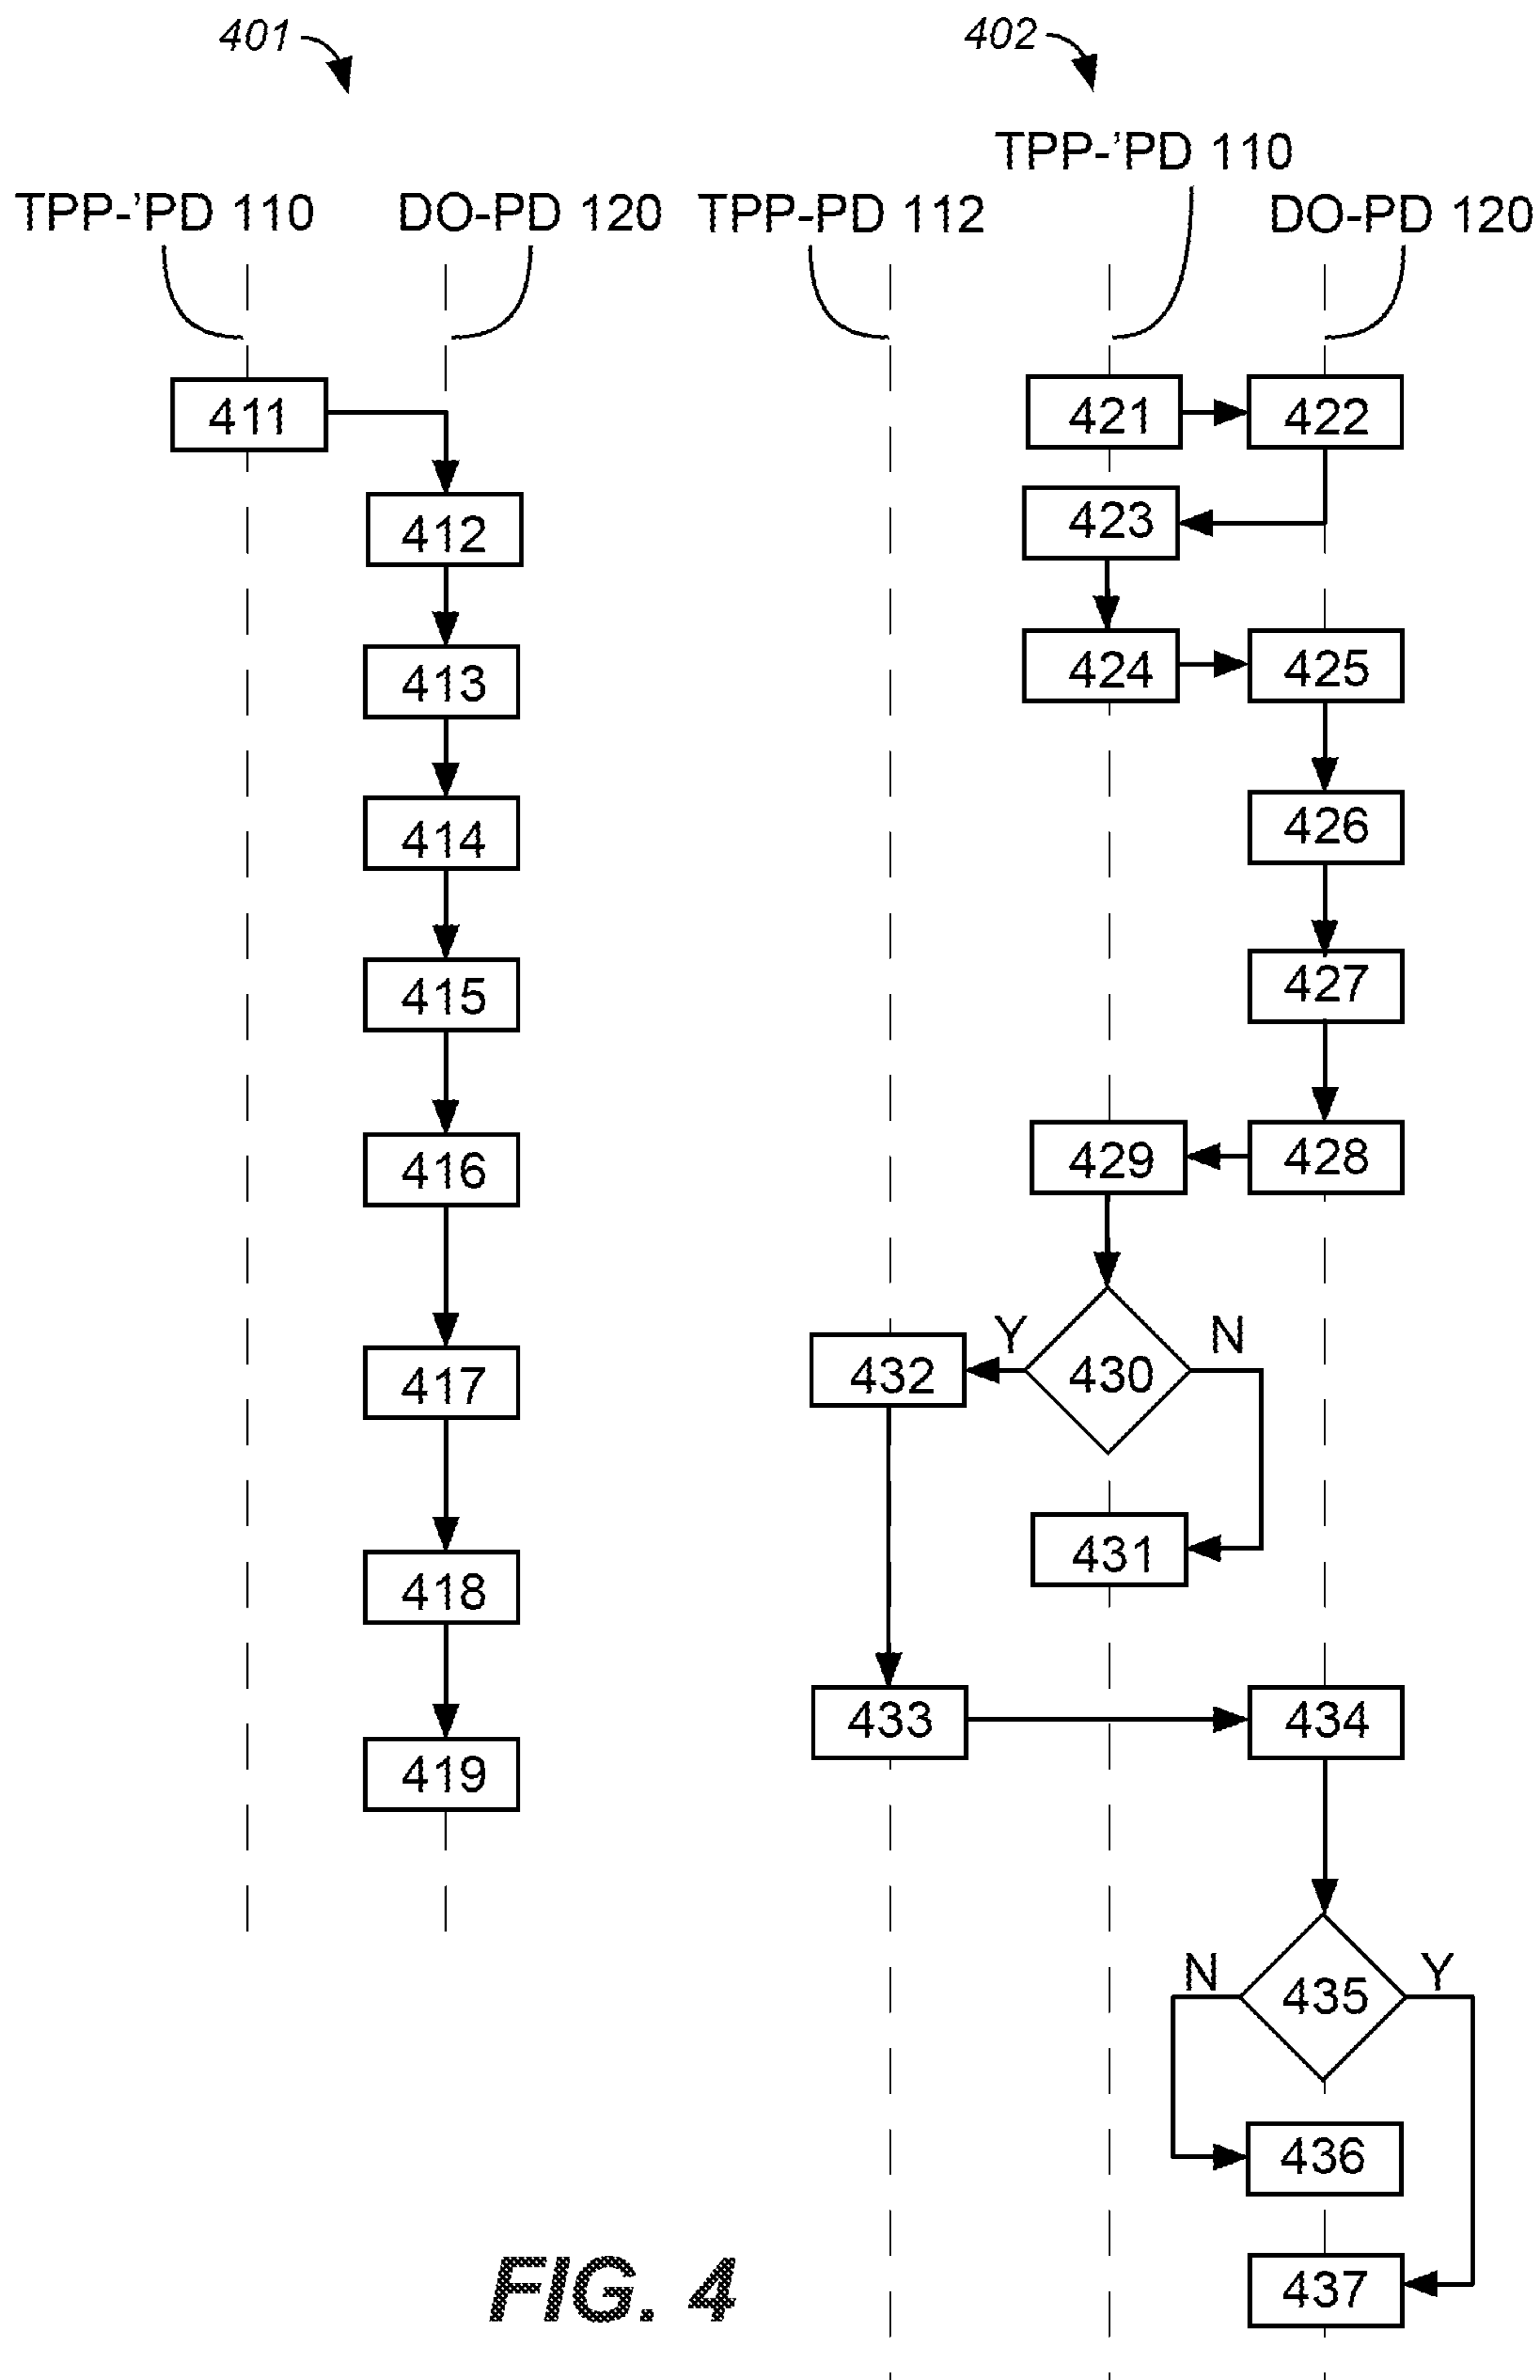 401
402
TPP-'PD 110
TPP-'PD 110
DO-PD 120
TPP-PD 112
DO-PD 120
411
412
413
414
415
416
417
418
419
421
422
423
424
425
426
427
429
428
Y
N
432
430
431
433
434
N
Y
435
436
437
FIG. 4